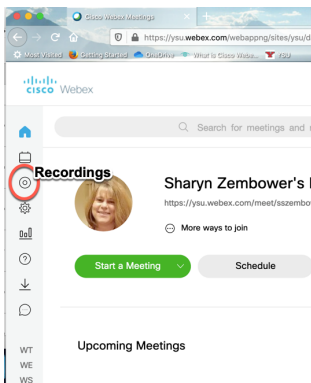 Cisco Webex Meetings
https://ysu.webex.com/webappng/sites/ysu/d
Most Visited Getting Started OneDrive What is Cisco Webe... YSU
CISCO Webex
Search for meetings and
Recordings
Sharyn Zembower's
https://ysu.webex.com/meet/sszembo
More ways to join
Start a Meeting Schedule
Upcoming Meetings
WT
WE
WS